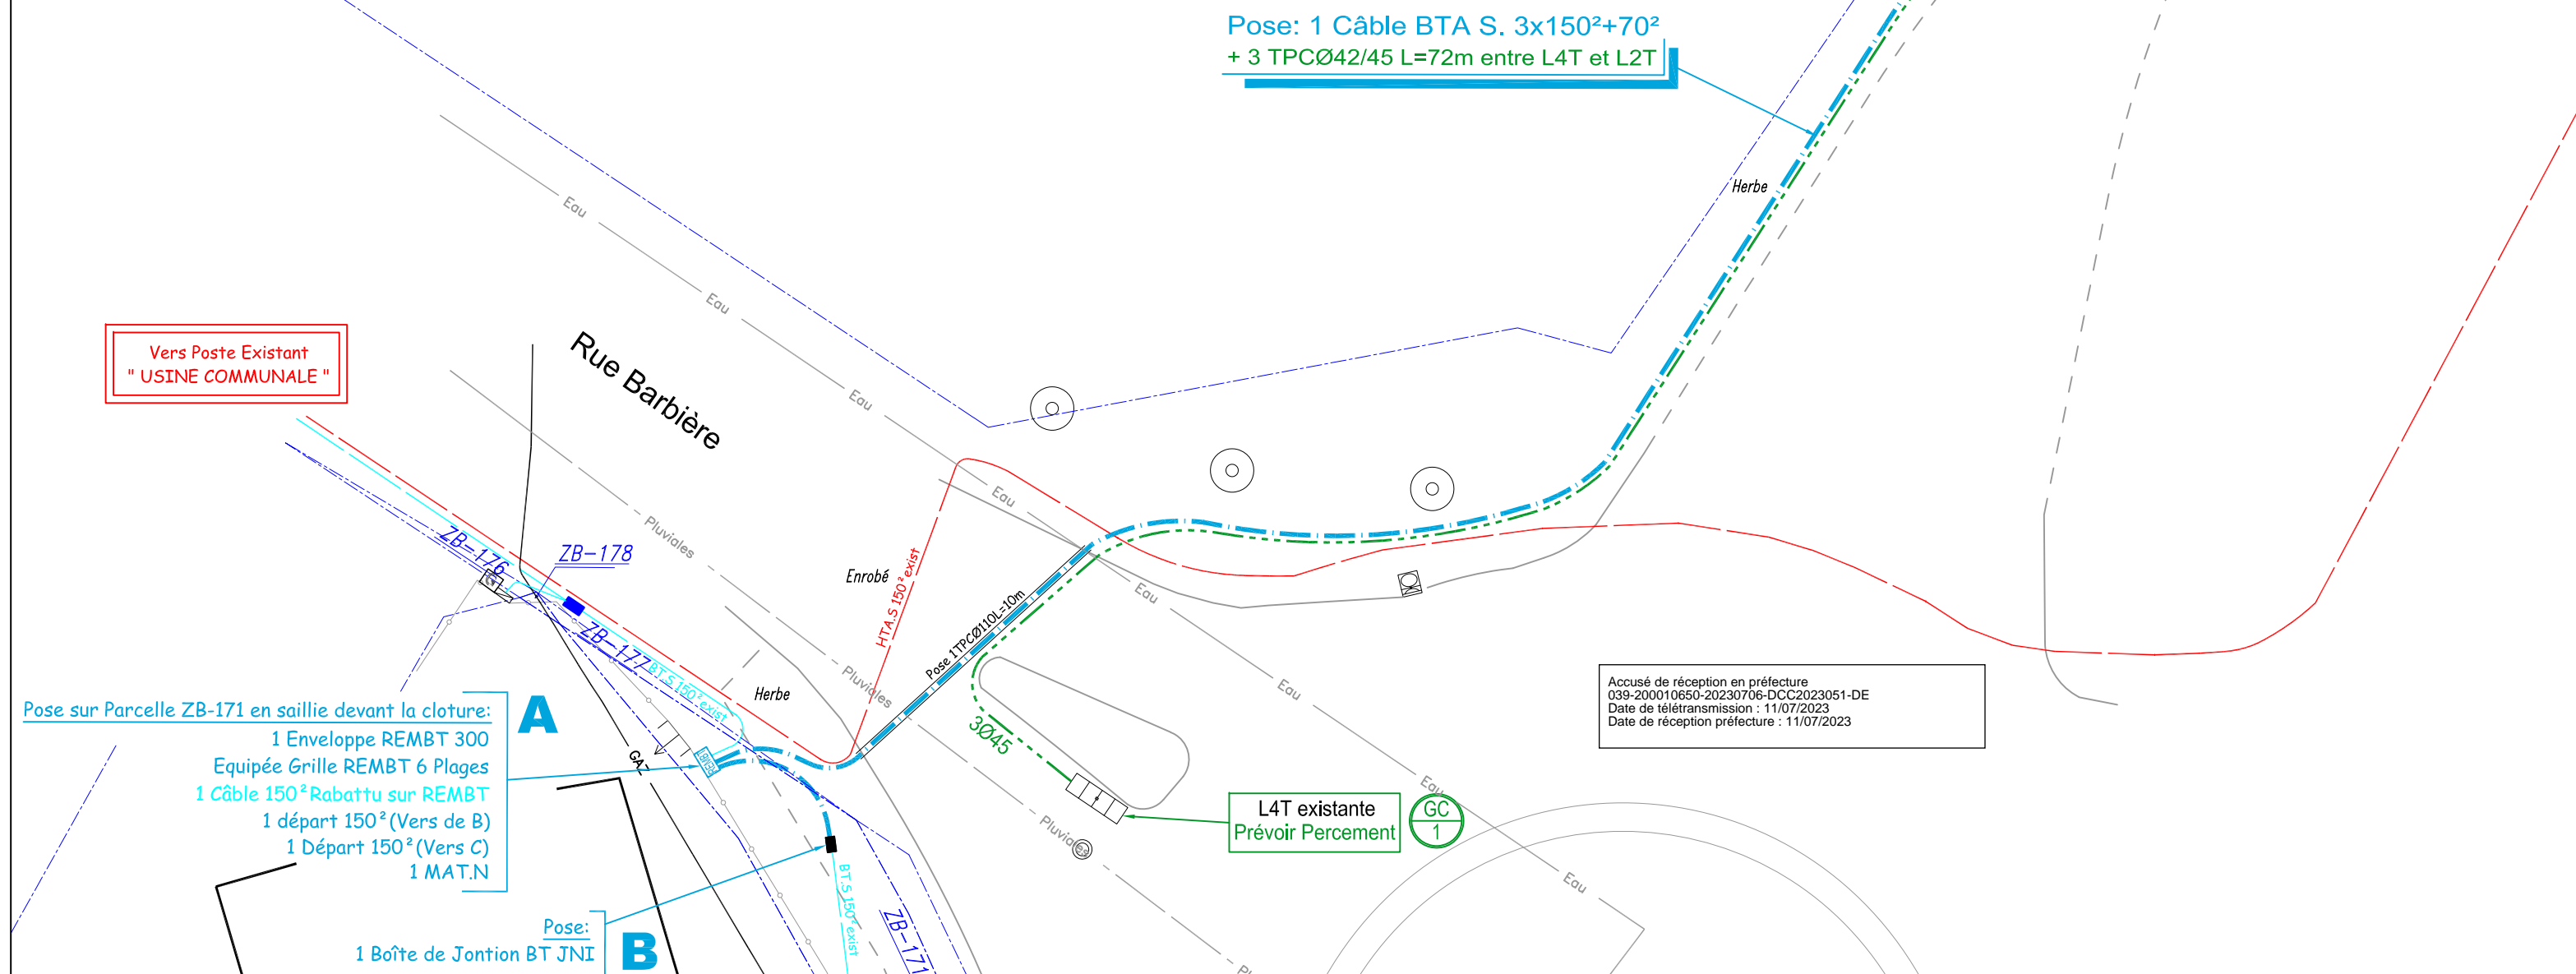 Pose: 1 Câble BTA S. 3x150²+70²
+ 3 TPCØ42/45 L=72m entre L4T et L2T
Herbe
Eau
Eau
Eau
Eau
Eau
Eau
Eau
Eau
Vers Poste Existant
" USINE COMMUNALE "
Rue Barbière
Pluviales
Pluviales
Pluviales
ZB-176
ZB-178
ZB-177
BT.S 150² exist
Enrobé
HTA.S 150² exist
Pose 1TPCØ110L=10m
Herbe
3Ø45
GAZ
REMBT
Pose sur Parcelle ZB-171 en saillie devant la cloture:
A
1 Enveloppe REMBT 300
Equipée Grille REMBT 6 Plages
1 Câble 150² Rabattu sur REMBT
1 départ 150² (Vers de B)
1 Départ 150² (Vers C)
1 MAT.N
Accusé de réception en préfecture
039-200010650-20230706-DCC2023051-DE
Date de télétransmission : 11/07/2023
Date de réception préfecture : 11/07/2023
L4T existante
Prévoir Percement
GC
1
BT.S 150² exist
ZB-171
Pose:
1 Boîte de Jontion BT JNI
B